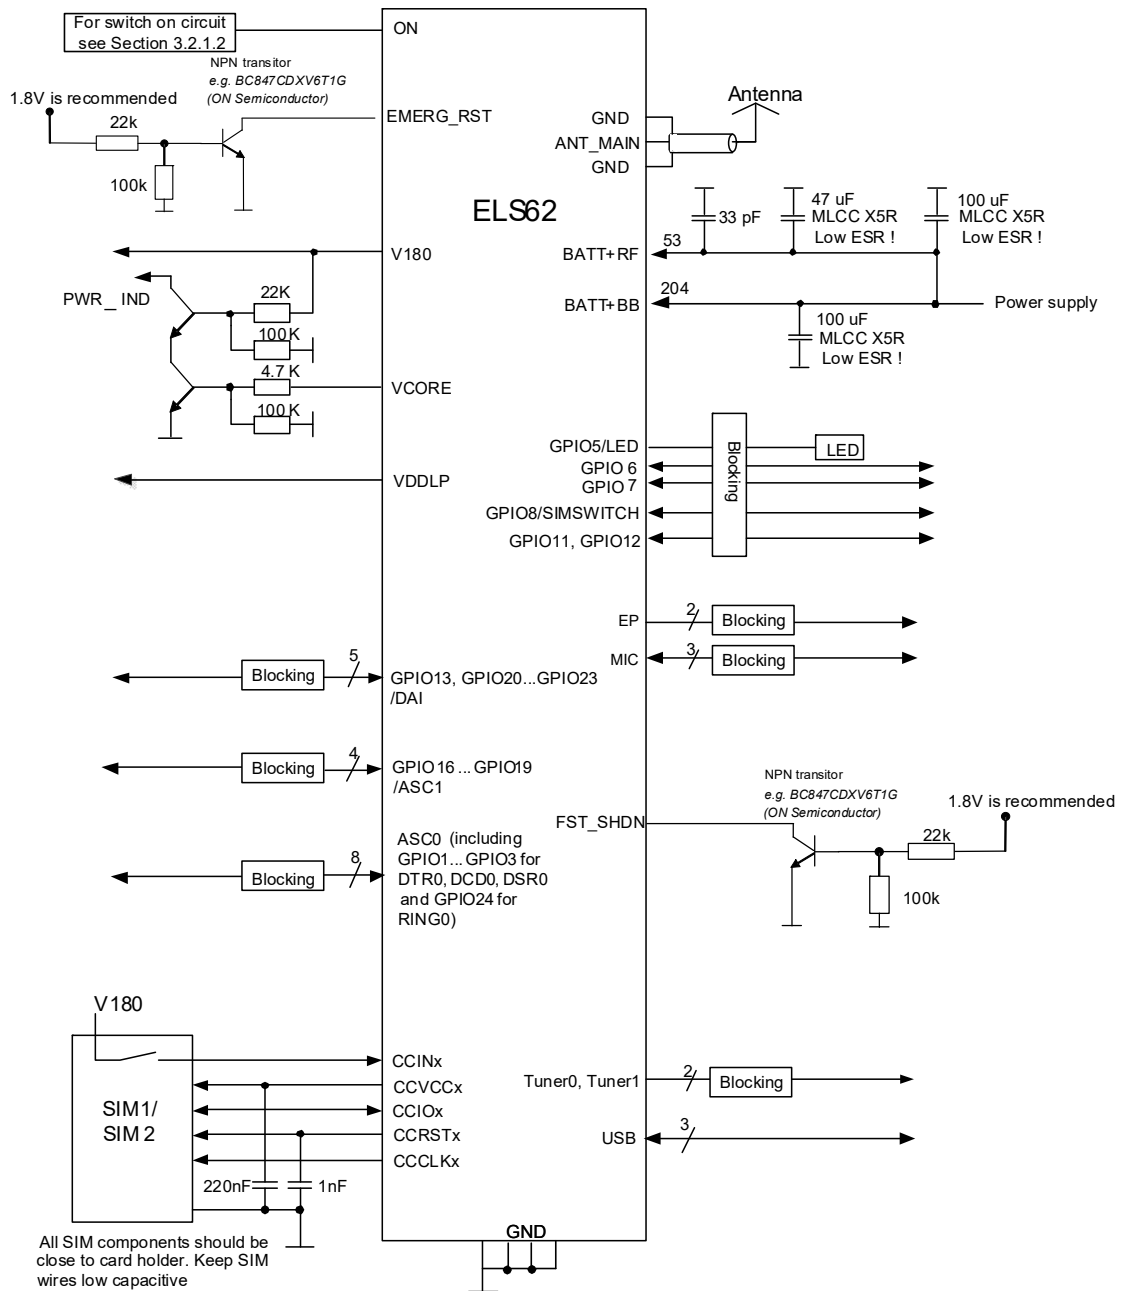 For switch on circuit
see Section 3.2.1.2
ON
NPN transitor
e.g. BC847CDXV6T1G
(ON Semiconductor)
1.8V is recommended
22k
100k
EMERG_RST
ELS62
GND
ANT_MAIN
GND
Antenna
33 pF
47 uF
MLCC X5R
Low ESR !
100 uF
MLCC X5R
Low ESR !
V180
BATT+RF
53
PWR_IND
22K
100K
BATT+BB
204
Power supply
100 uF
MLCC X5R
Low ESR !
4.7 K
VCORE
100 K
GPIO5/LED
Blocking
LED
GPIO 6
GPIO 7
VDDLP
GPIO8/SIMSWITCH
GPIO11, GPIO12
EP
2
Blocking
MIC
3
Blocking
Blocking
5
GPIO13, GPIO20...GPIO23
/DAI
Blocking
4
GPIO16...GPIO19
/ASC1
NPN transitor
e.g. BC847CDXV6T1G
(ON Semiconductor)
1.8V is recommended
FST_SHDN
22k
100k
Blocking
8
ASC0 (including
GPIO1...GPIO3 for
DTR0, DCD0, DSR0
and GPIO24 for
RING0)
V180
SIM1/
SIM2
CCINx
CCVCCx
CCIOx
CCRSTx
CCCLKx
220nF
1nF
Tuner0, Tuner1
2
Blocking
USB
3
GND
All SIM components should be
close to card holder. Keep SIM
wires low capacitive